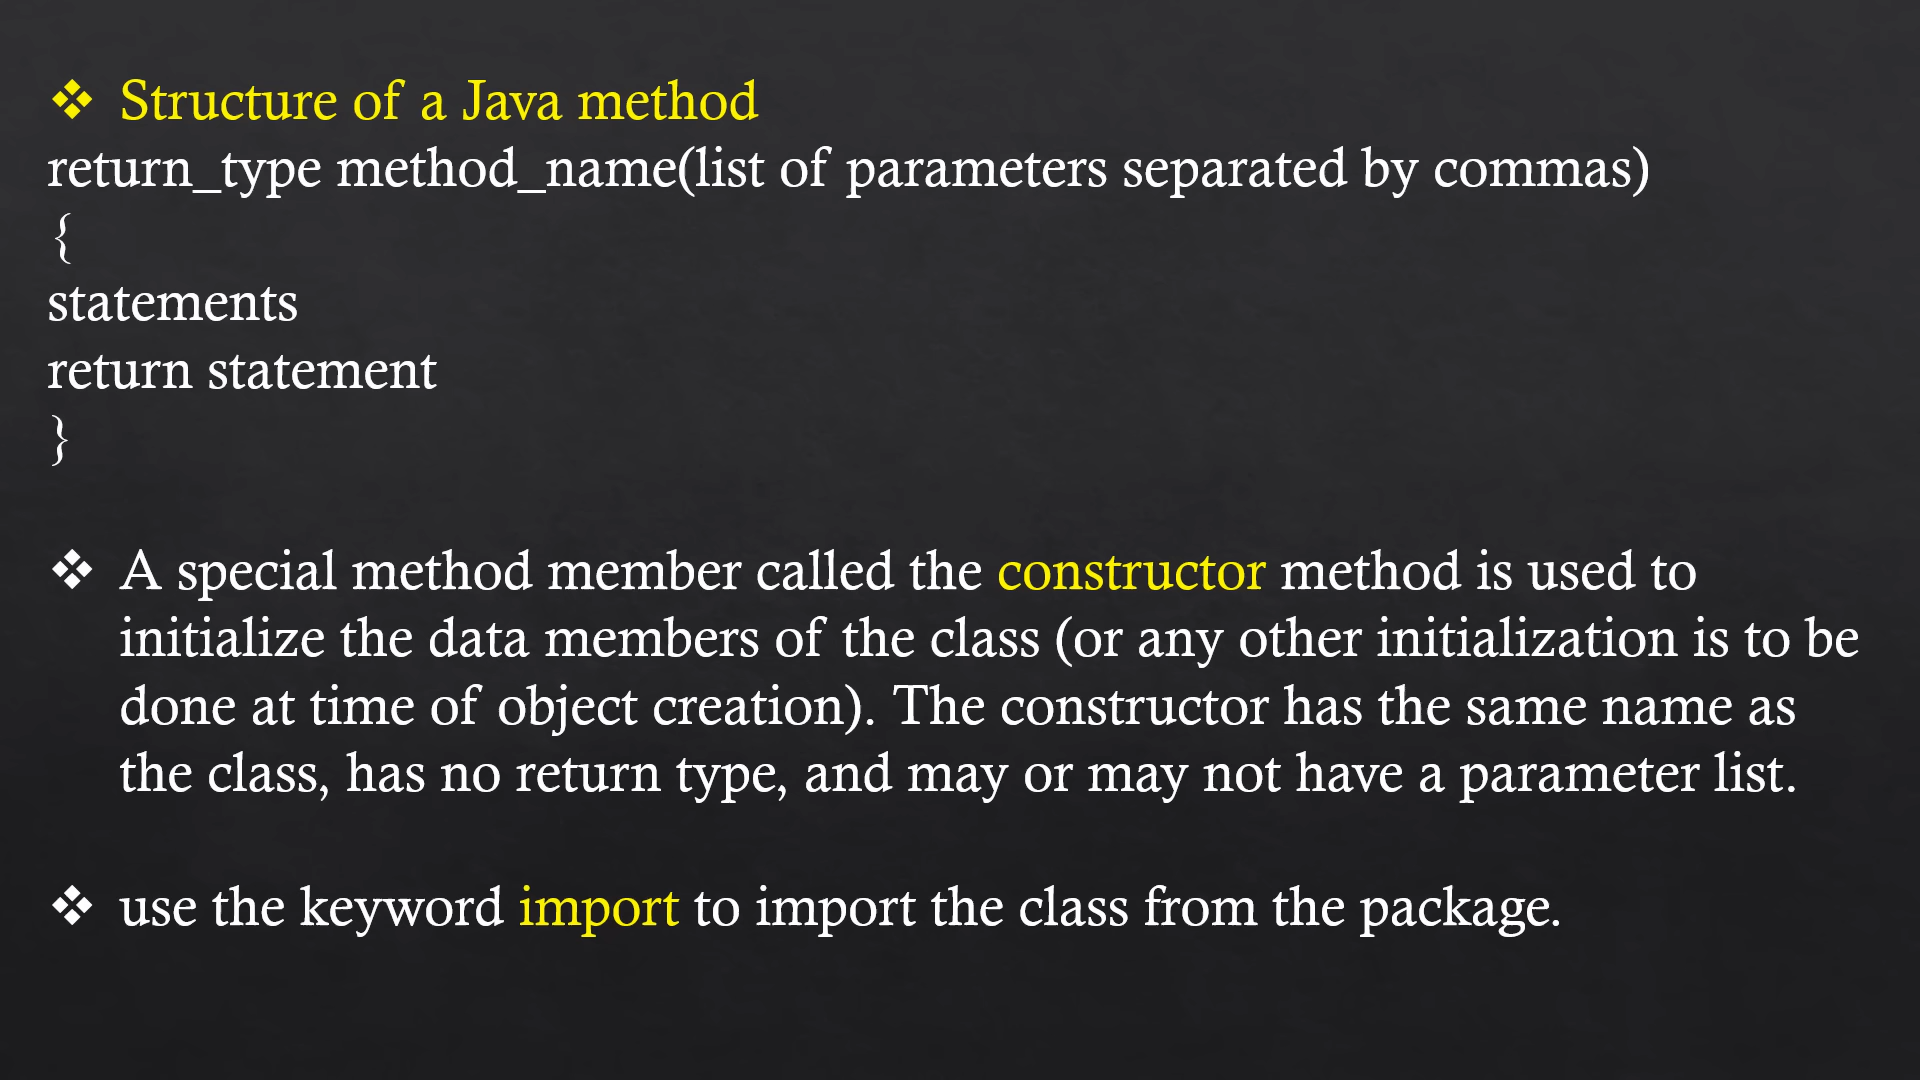 ❖ Structure of a Java method
return_type method_name(list of parameters separated by commas)
{
statements
return statement
}
❖ A special method member called the constructor method is used to
initialize the data members of the class (or any other initialization is to be
done at time of object creation). The constructor has the same name as
the class, has no return type, and may or may not have a parameter list.
❖ use the keyword import to import the class from the package.